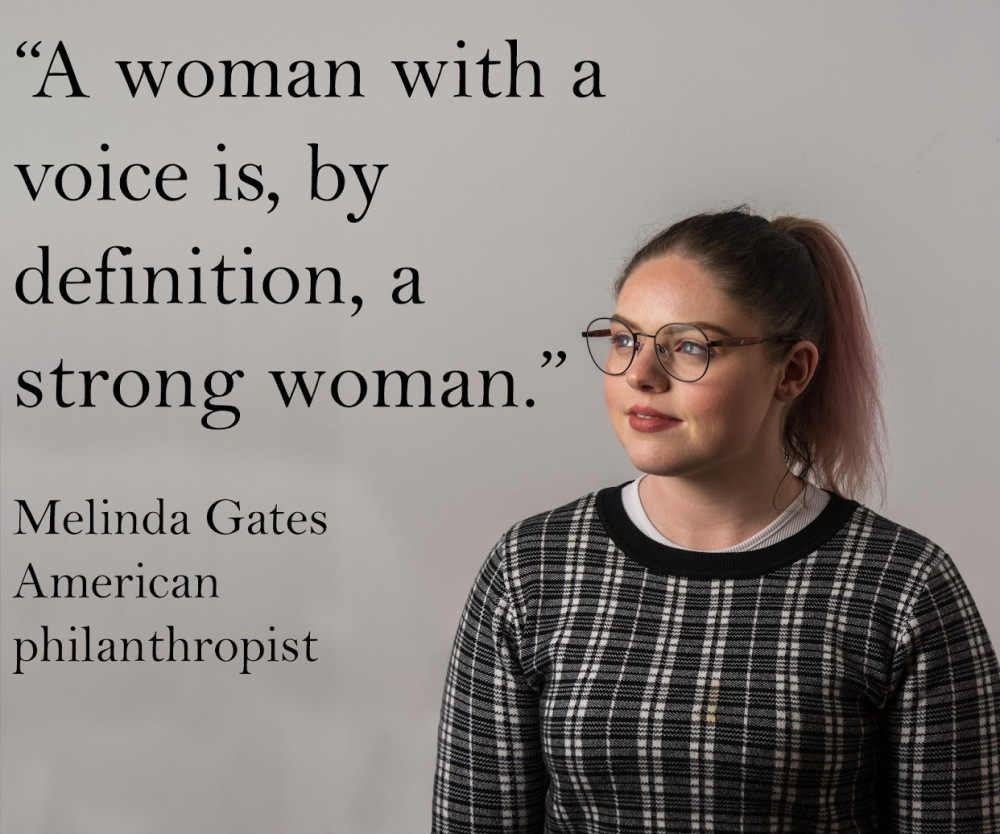 “A woman with a
voice is, by
definition, a
strong woman.”
Melinda Gates
American
philanthropist